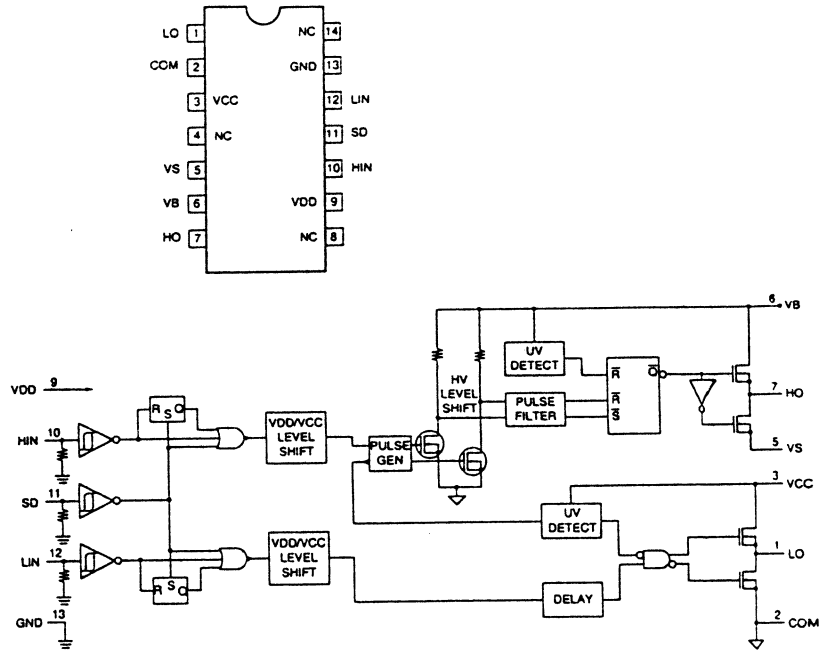 LO 1 NC 14
COM 2 GND 13
3 VCC 12 LIN
4 NC 11 SD
VS 5 10 HIN
VB 6 VDD 9
HO 7 NC 8
6 VB
UV
DETECT
R
Q
HV
LEVEL
SHIFT
PULSE
FILTER
R
S
7 HO
5 VS
VDD 9
HIN 10
R S Q
VDD/VCC
LEVEL
SHIFT
PULSE
GEN
SD 11
3 VCC
UV
DETECT
LIN 12
R S Q
VDD/VCC
LEVEL
SHIFT
1 LO
DELAY
GND 13
2 COM